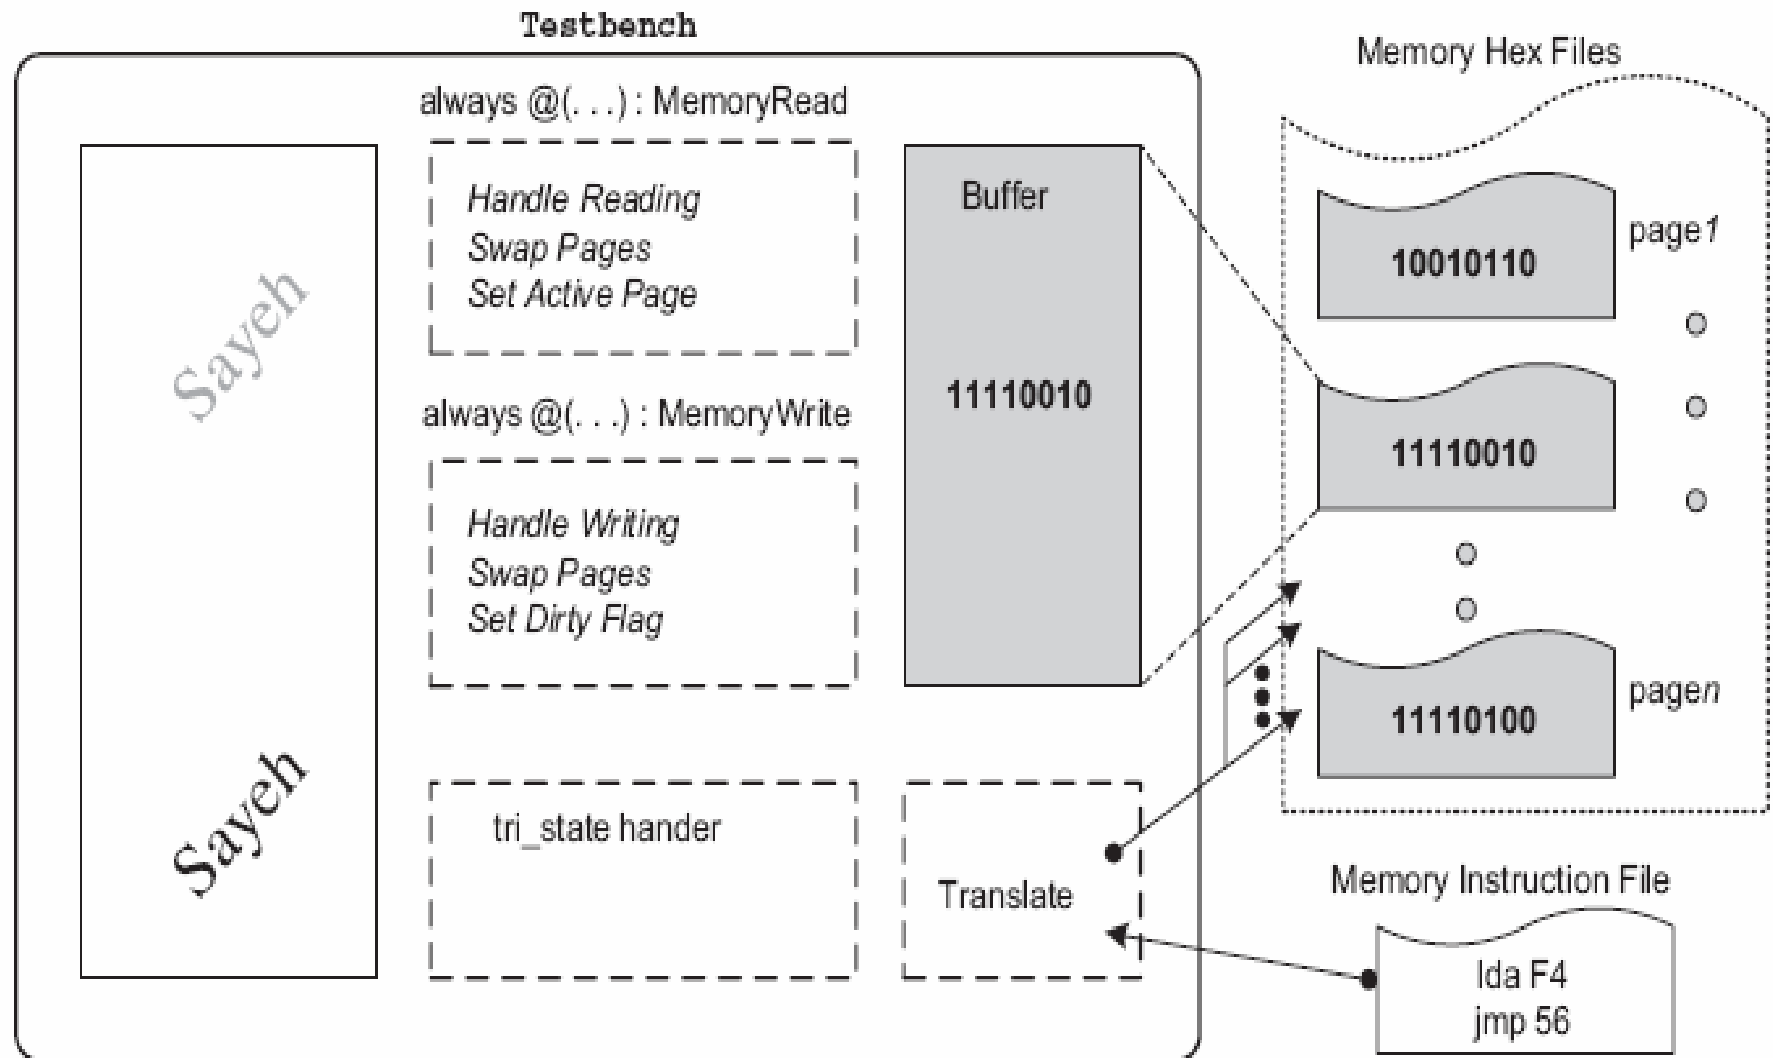 Testbench
Memory Hex Files
always @(. . .) : MemoryRead
Handle Reading
Swap Pages
Set Active Page
Buffer
11110010
page1
10010110
11110010
Sayeh
always @(. . .) : MemoryWrite
Handle Writing
Swap Pages
Set Dirty Flag
pagen
11110100
Sayeh
tri_state hander
Translate
Memory Instruction File
lda F4
jmp 56